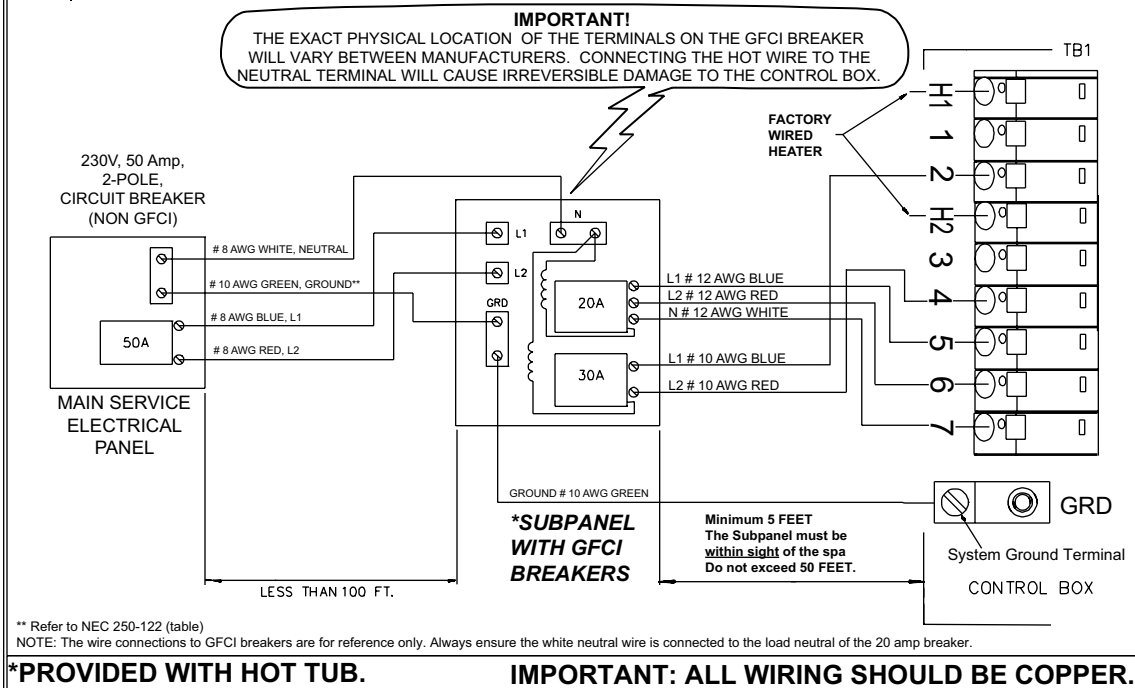 IMPORTANT!
THE EXACT PHYSICAL LOCATION OF THE TERMINALS ON THE GFCI BREAKER
WILL VARY BETWEEN MANUFACTURERS. CONNECTING THE HOT WIRE TO THE
NEUTRAL TERMINAL WILL CAUSE IRREVERSIBLE DAMAGE TO THE CONTROL BOX.
TB1
FACTORY
WIRED
HEATER
H1
1
2
H2
3
4
5
6
7
230V, 50 Amp,
2-POLE,
CIRCUIT BREAKER
(NON GFCI)
# 8 AWG WHITE, NEUTRAL
# 10 AWG GREEN, GROUND**
# 8 AWG BLUE, L1
# 8 AWG RED, L2
50A
MAIN SERVICE
ELECTRICAL
PANEL
N
L1
L2
GRD
20A
30A
L1 # 12 AWG BLUE
L2 # 12 AWG RED
N # 12 AWG WHITE
L1 # 10 AWG BLUE
L2 # 10 AWG RED
GROUND # 10 AWG GREEN
*SUBPANEL
WITH GFCI
BREAKERS
Minimum 5 FEET
The Subpanel must be
within sight of the spa
Do not exceed 50 FEET.
GRD
System Ground Terminal
CONTROL BOX
LESS THAN 100 FT.
** Refer to NEC 250-122 (table)
NOTE: The wire connections to GFCI breakers are for reference only. Always ensure the white neutral wire is connected to the load neutral of the 20 amp breaker.
*PROVIDED WITH HOT TUB.
IMPORTANT: ALL WIRING SHOULD BE COPPER.